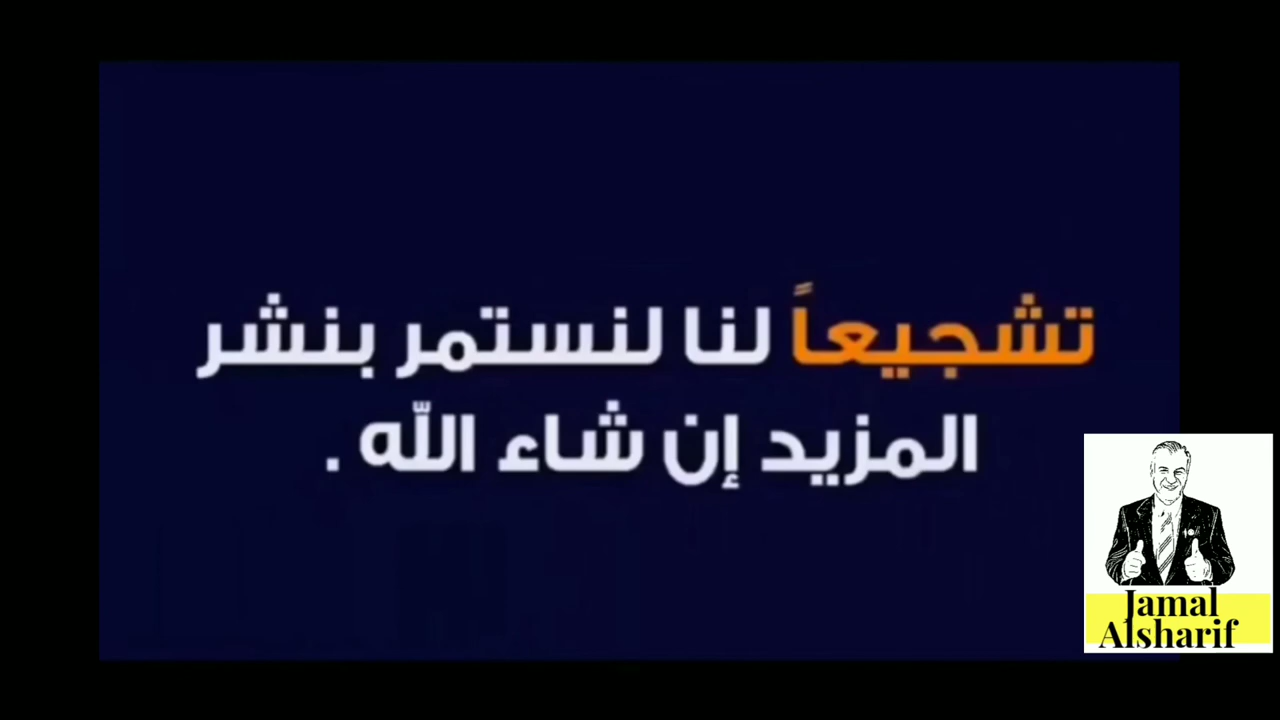 تشجيعاً لنا لنستمر بنشر
المزيد إن شاء الله .
Jamal
Alsharif